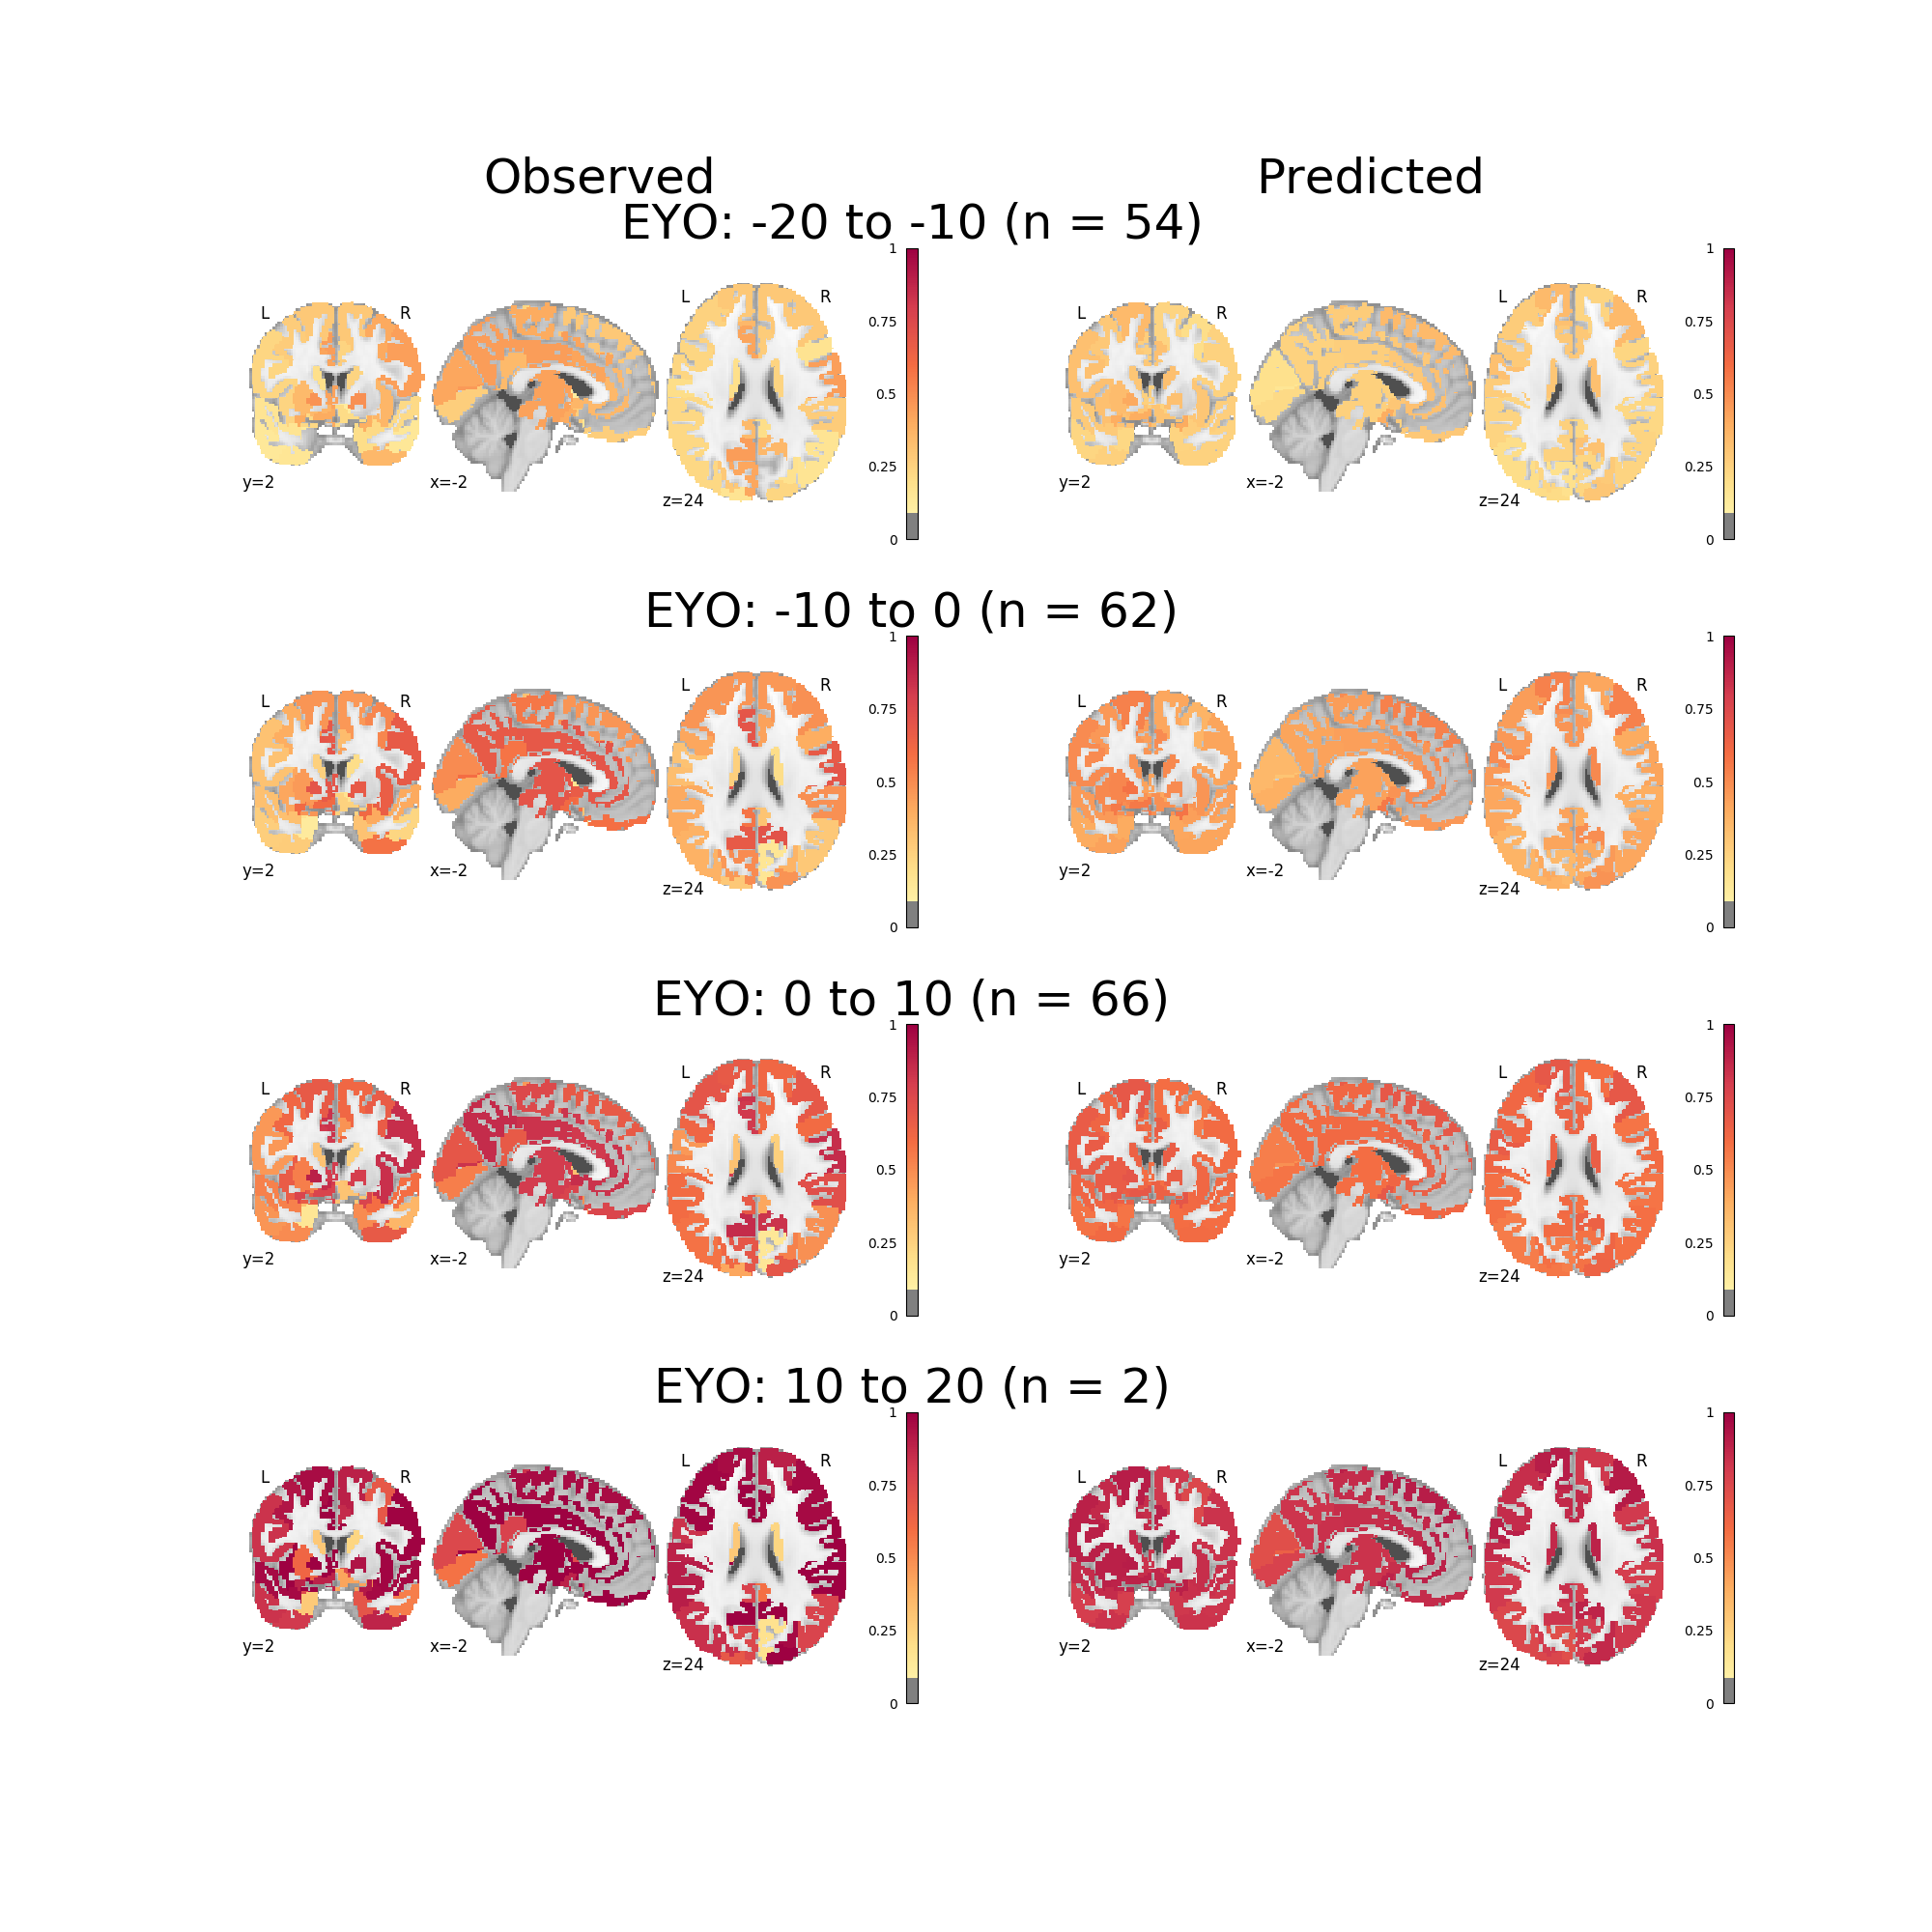 Observed Predicted
EYO: -20 to -10 (n = 54)
1 1
L R L R
L R L R
0.75 0.75
0.5 0.5
0.25 0.25
y=2 x=-2 y=2 x=-2
z=24 z=24
0 0
EYO: -10 to 0 (n = 62)
1 1
L R L R
L R L R
0.75 0.75
0.5 0.5
0.25 0.25
y=2 x=-2 y=2 x=-2
z=24 z=24
0 0
EYO: 0 to 10 (n = 66)
1 1
L R L R
L R L R
0.75 0.75
0.5 0.5
0.25 0.25
y=2 x=-2 y=2 x=-2
z=24 z=24
0 0
EYO: 10 to 20 (n = 2)
1 1
L R L R
L R L R
0.75 0.75
0.5 0.5
0.25 0.25
y=2 x=-2 y=2 x=-2
z=24 z=24
0 0